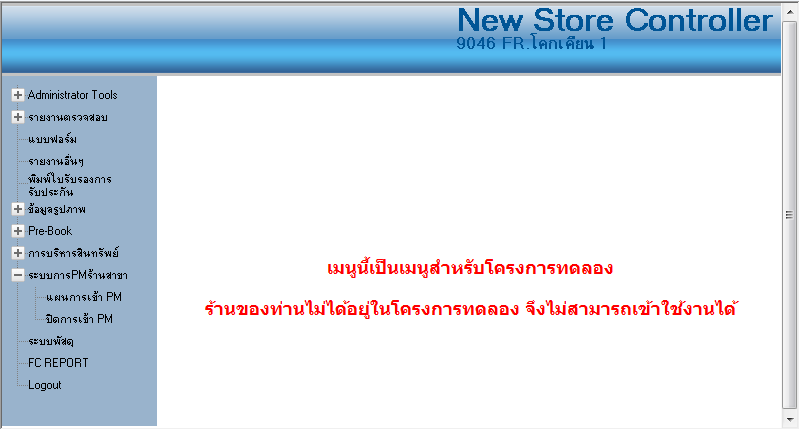 New Store Controller
9046 FR.โคกเคียน 1
Administrator Tools
รายงานตรวจสอบ
แบบฟอร์ม
รายงานอื่นๆ
พิมพ์ใบรับรองการ
รับประกัน
ข้อมูลรูปภาพ
Pre-Book
การบริหารสินทรัพย์
ระบบการPMร้านสาขา
แผนการเข้า PM
ปิดการเข้า PM
ระบบพัสดุ
FC REPORT
Logout
เมนูนี้เป็นเมนูสำหรับโครงการทดลอง
ร้านของท่านไม่ได้อยู่ในโครงการทดลอง จึงไม่สามารถเข้าใช้งานได้